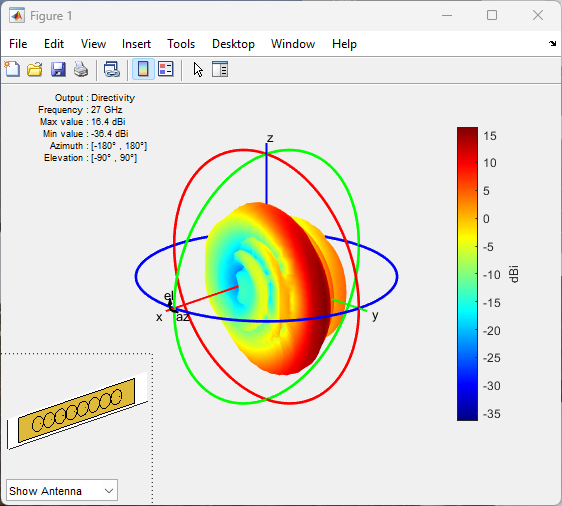 Figure 1
File Edit View Insert Tools Desktop Window Help
Output : Directivity
Frequency : 27 GHz
Max value : 16.4 dBi
Min value : -36.4 dBi
Azimuth : [-180° , 180°]
Elevation : [-90° , 90°]
z
el
x az y
15
10
5
0
-5
-10
-15
-20
-25
-30
-35
dBi
Show Antenna